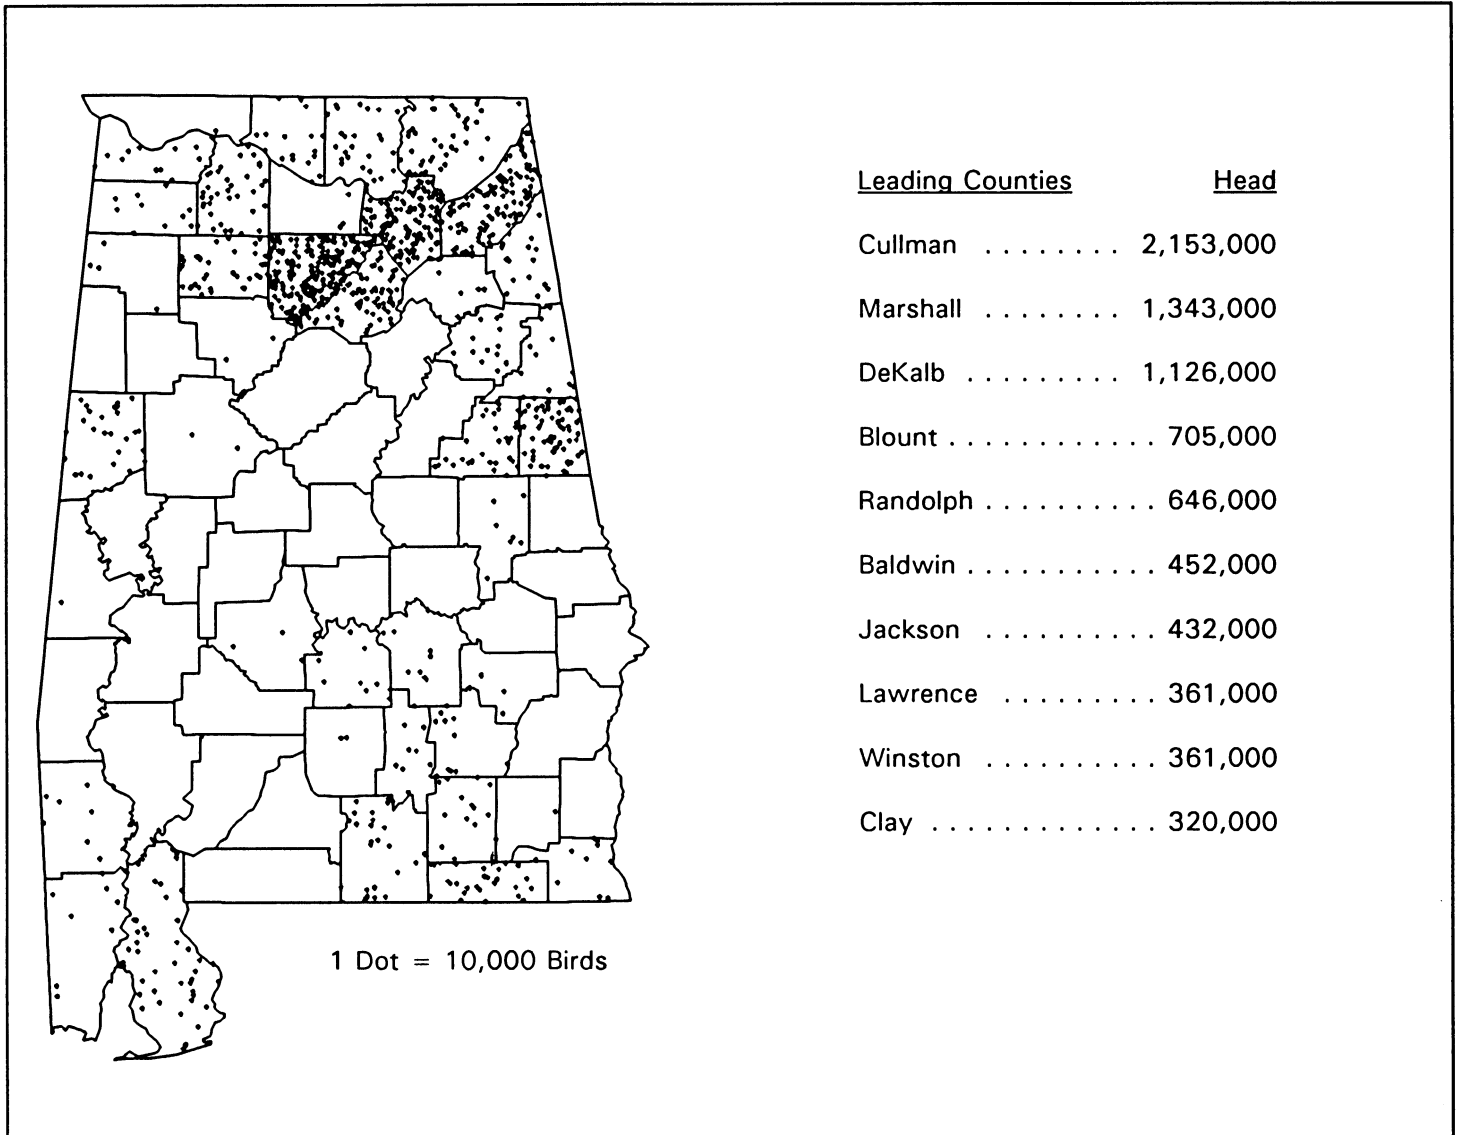 Leading Counties Head
Cullman ........ 2,153,000
Marshall ........ 1,343,000
DeKalb ......... 1,126,000
Blount ............ 705,000
Randolph .......... 646,000
Baldwin ........... 452,000
Jackson .......... 432,000
Lawrence ......... 361,000
Winston .......... 361,000
Clay ............. 320,000
1 Dot = 10,000 Birds